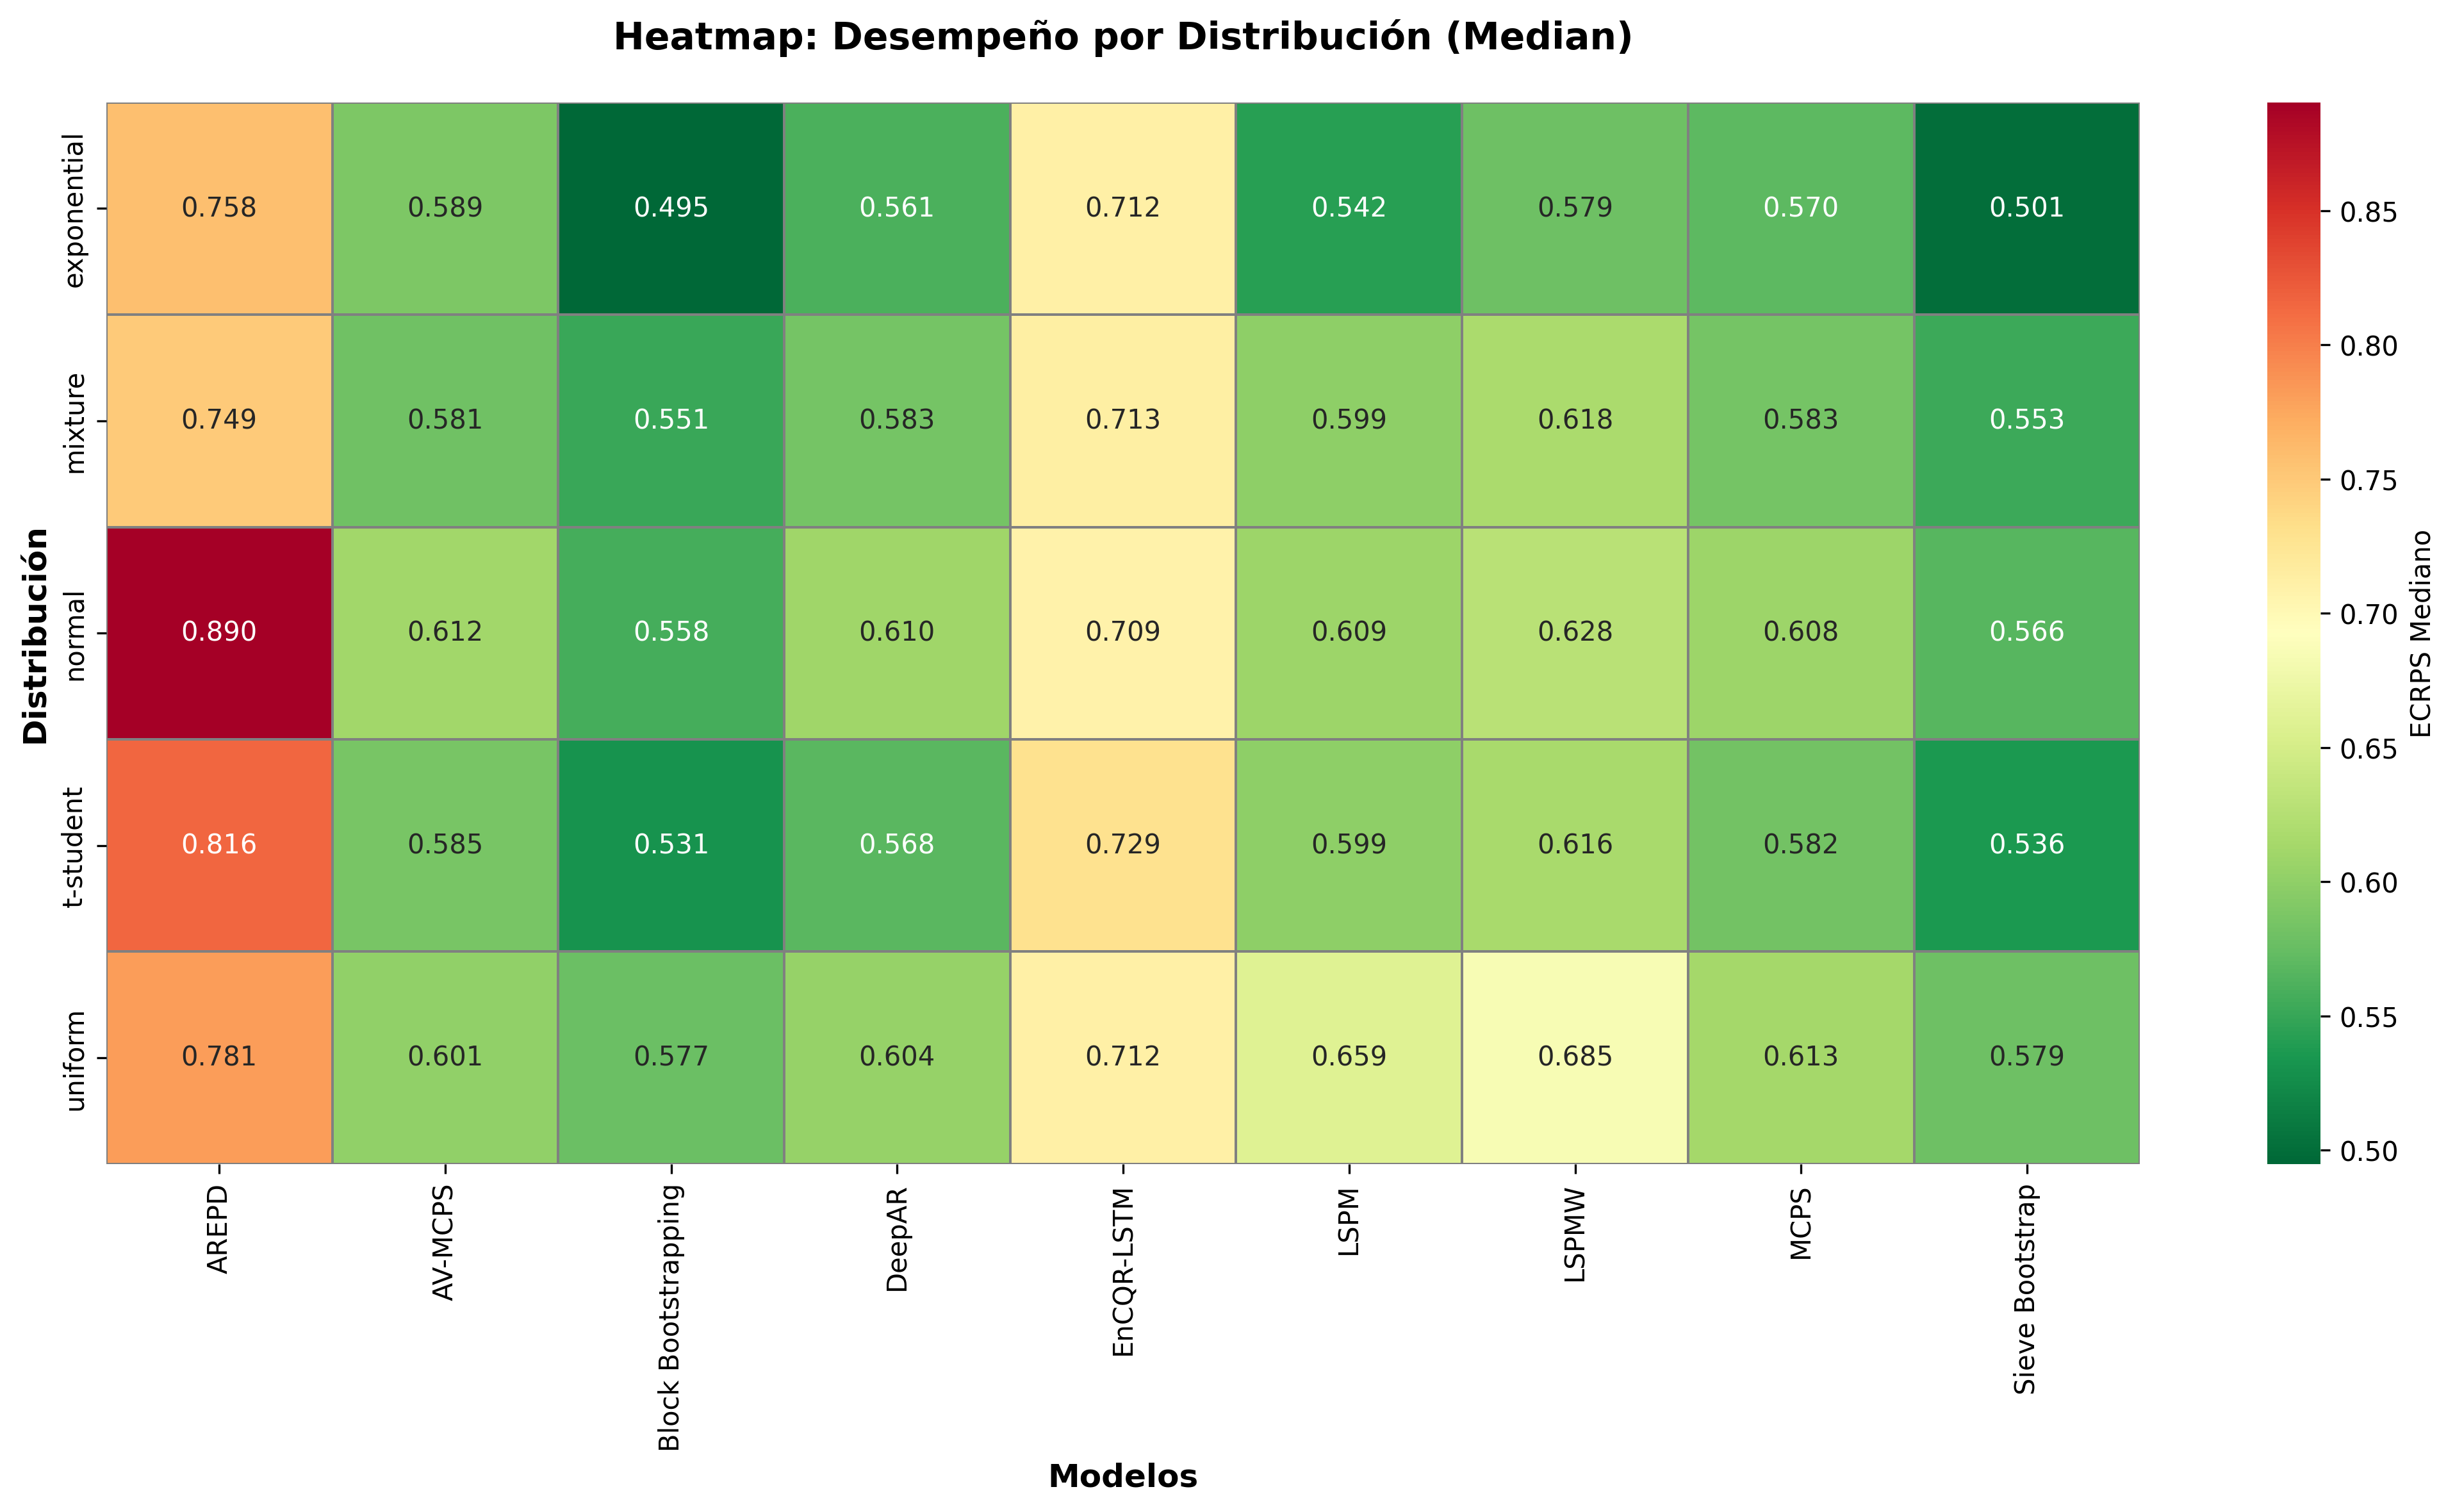 Heatmap: Desempeño por Distribución (Median)
Distribución
exponential
0.758 0.589 0.495 0.561 0.712 0.542 0.579 0.570 0.501
mixture
0.749 0.581 0.551 0.583 0.713 0.599 0.618 0.583 0.553
normal
0.890 0.612 0.558 0.610 0.709 0.609 0.628 0.608 0.566
t-student
0.816 0.585 0.531 0.568 0.729 0.599 0.616 0.582 0.536
uniform
0.781 0.601 0.577 0.604 0.712 0.659 0.685 0.613 0.579
AREPD
AV-MCPS
Block Bootstrapping
DeepAR
EnCQR-LSTM
LSPM
LSPMW
MCPS
Sieve Bootstrap
Modelos
0.85
0.80
0.75
0.70
0.65
0.60
0.55
0.50
ECRPS Mediano